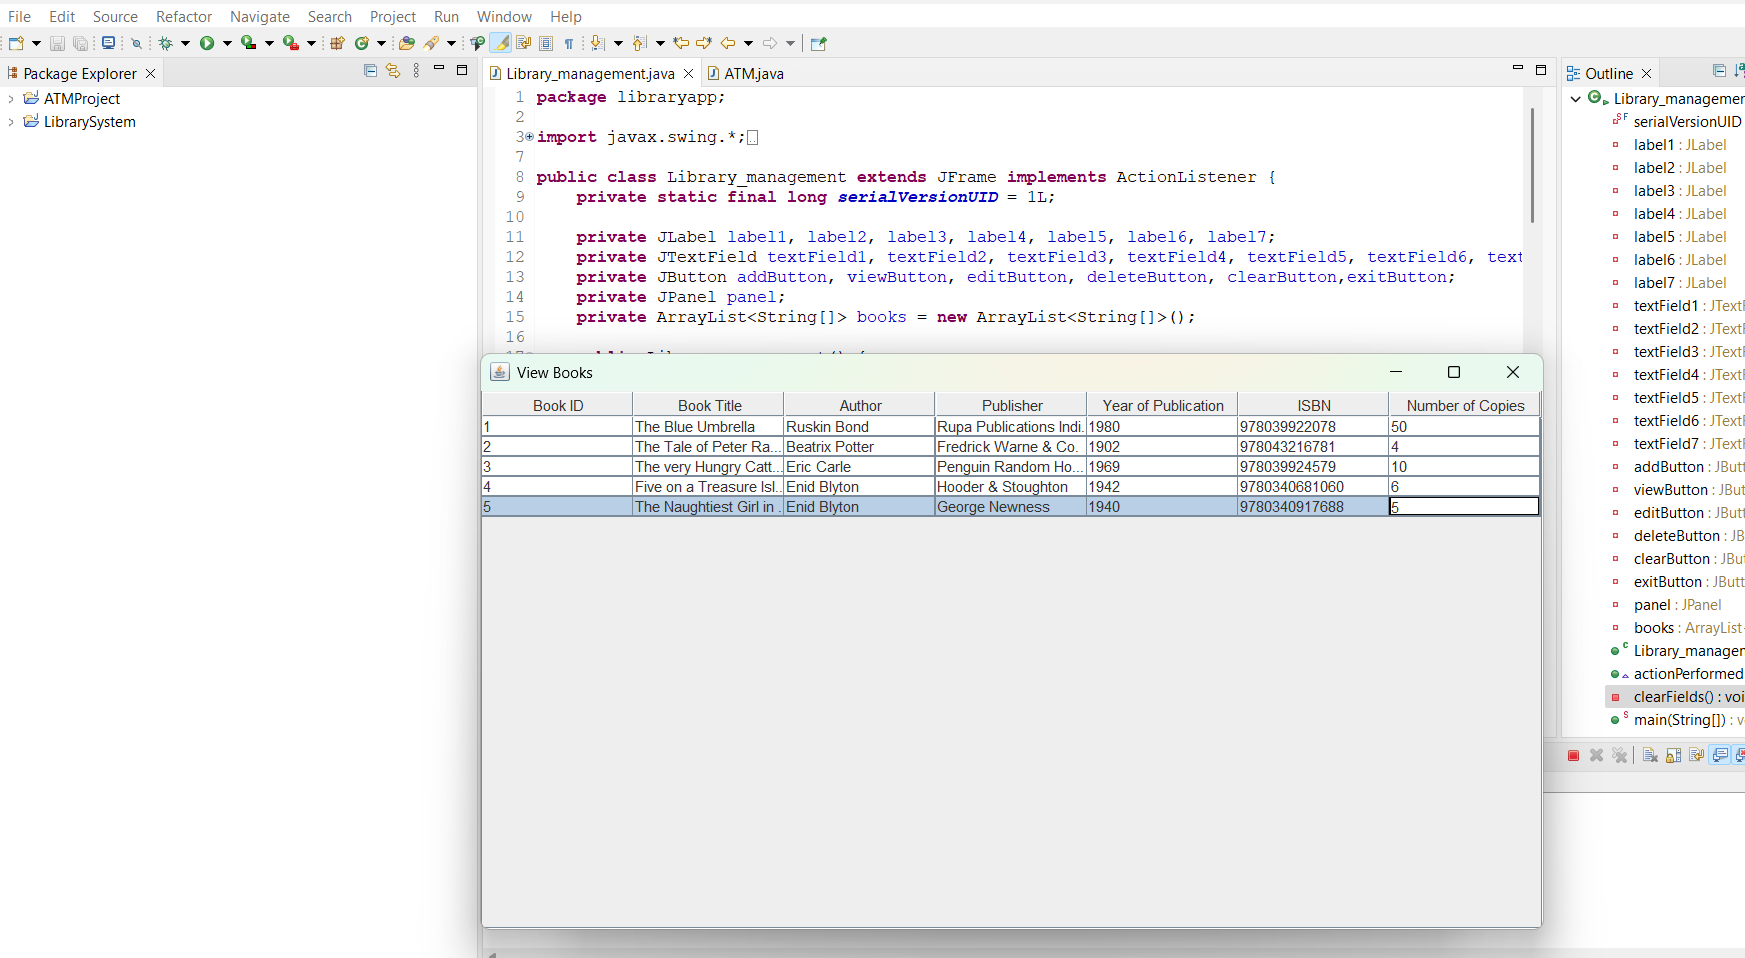 File Edit Source Refactor Navigate Search Project Run Window Help
Package Explorer
ATMProject
LibrarySystem
Library_management.java ATM.java
1 package libraryapp;
2
3 import javax.swing.*;
7
8 public class Library_management extends JFrame implements ActionListener {
9 private static final long serialVersionUID = 1L;
10
11 private JLabel label1, label2, label3, label4, label5, label6, label7;
12 private JTextField textField1, textField2, textField3, textField4, textField5, textField6, text
13 private JButton addButton, viewButton, editButton, deleteButton, clearButton,exitButton;
14 private JPanel panel;
15 private ArrayList<String[]> books = new ArrayList<String[]>();
16
View Books
Book ID Book Title Author Publisher Year of Publication ISBN Number of Copies
1 The Blue Umbrella Ruskin Bond Rupa Publications Indi. 1980 978039922078 50
2 The Tale of Peter Ra... Beatrix Potter Fredrick Warne & Co. 1902 978043216781 4
3 The very Hungry Catt... Eric Carle Penguin Random Ho... 1969 978039924579 10
4 Five on a Treasure Isl.. Enid Blyton Hooder & Stoughton 1942 9780340681060 6
5 The Naughtiest Girl in . Enid Blyton George Newness 1940 9780340917688 5
Outline
Library_managemer
serialVersionUID
label1 : JLabel
label2 : JLabel
label3 : JLabel
label4 : JLabel
label5 : JLabel
label6 : JLabel
label7 : JLabel
textField1 : JTextF
textField2 : JTextF
textField3 : JTextF
textField4 : JTextF
textField5 : JTextF
textField6 : JTextF
textField7 : JTextF
addButton : JButt
viewButton : JBut
editButton : JButt
deleteButton : JB
clearButton : JBu
exitButton : JButt
panel : JPanel
books : ArrayList
Library_managen
actionPerformed
clearFields() : voi
main(String[]) : v